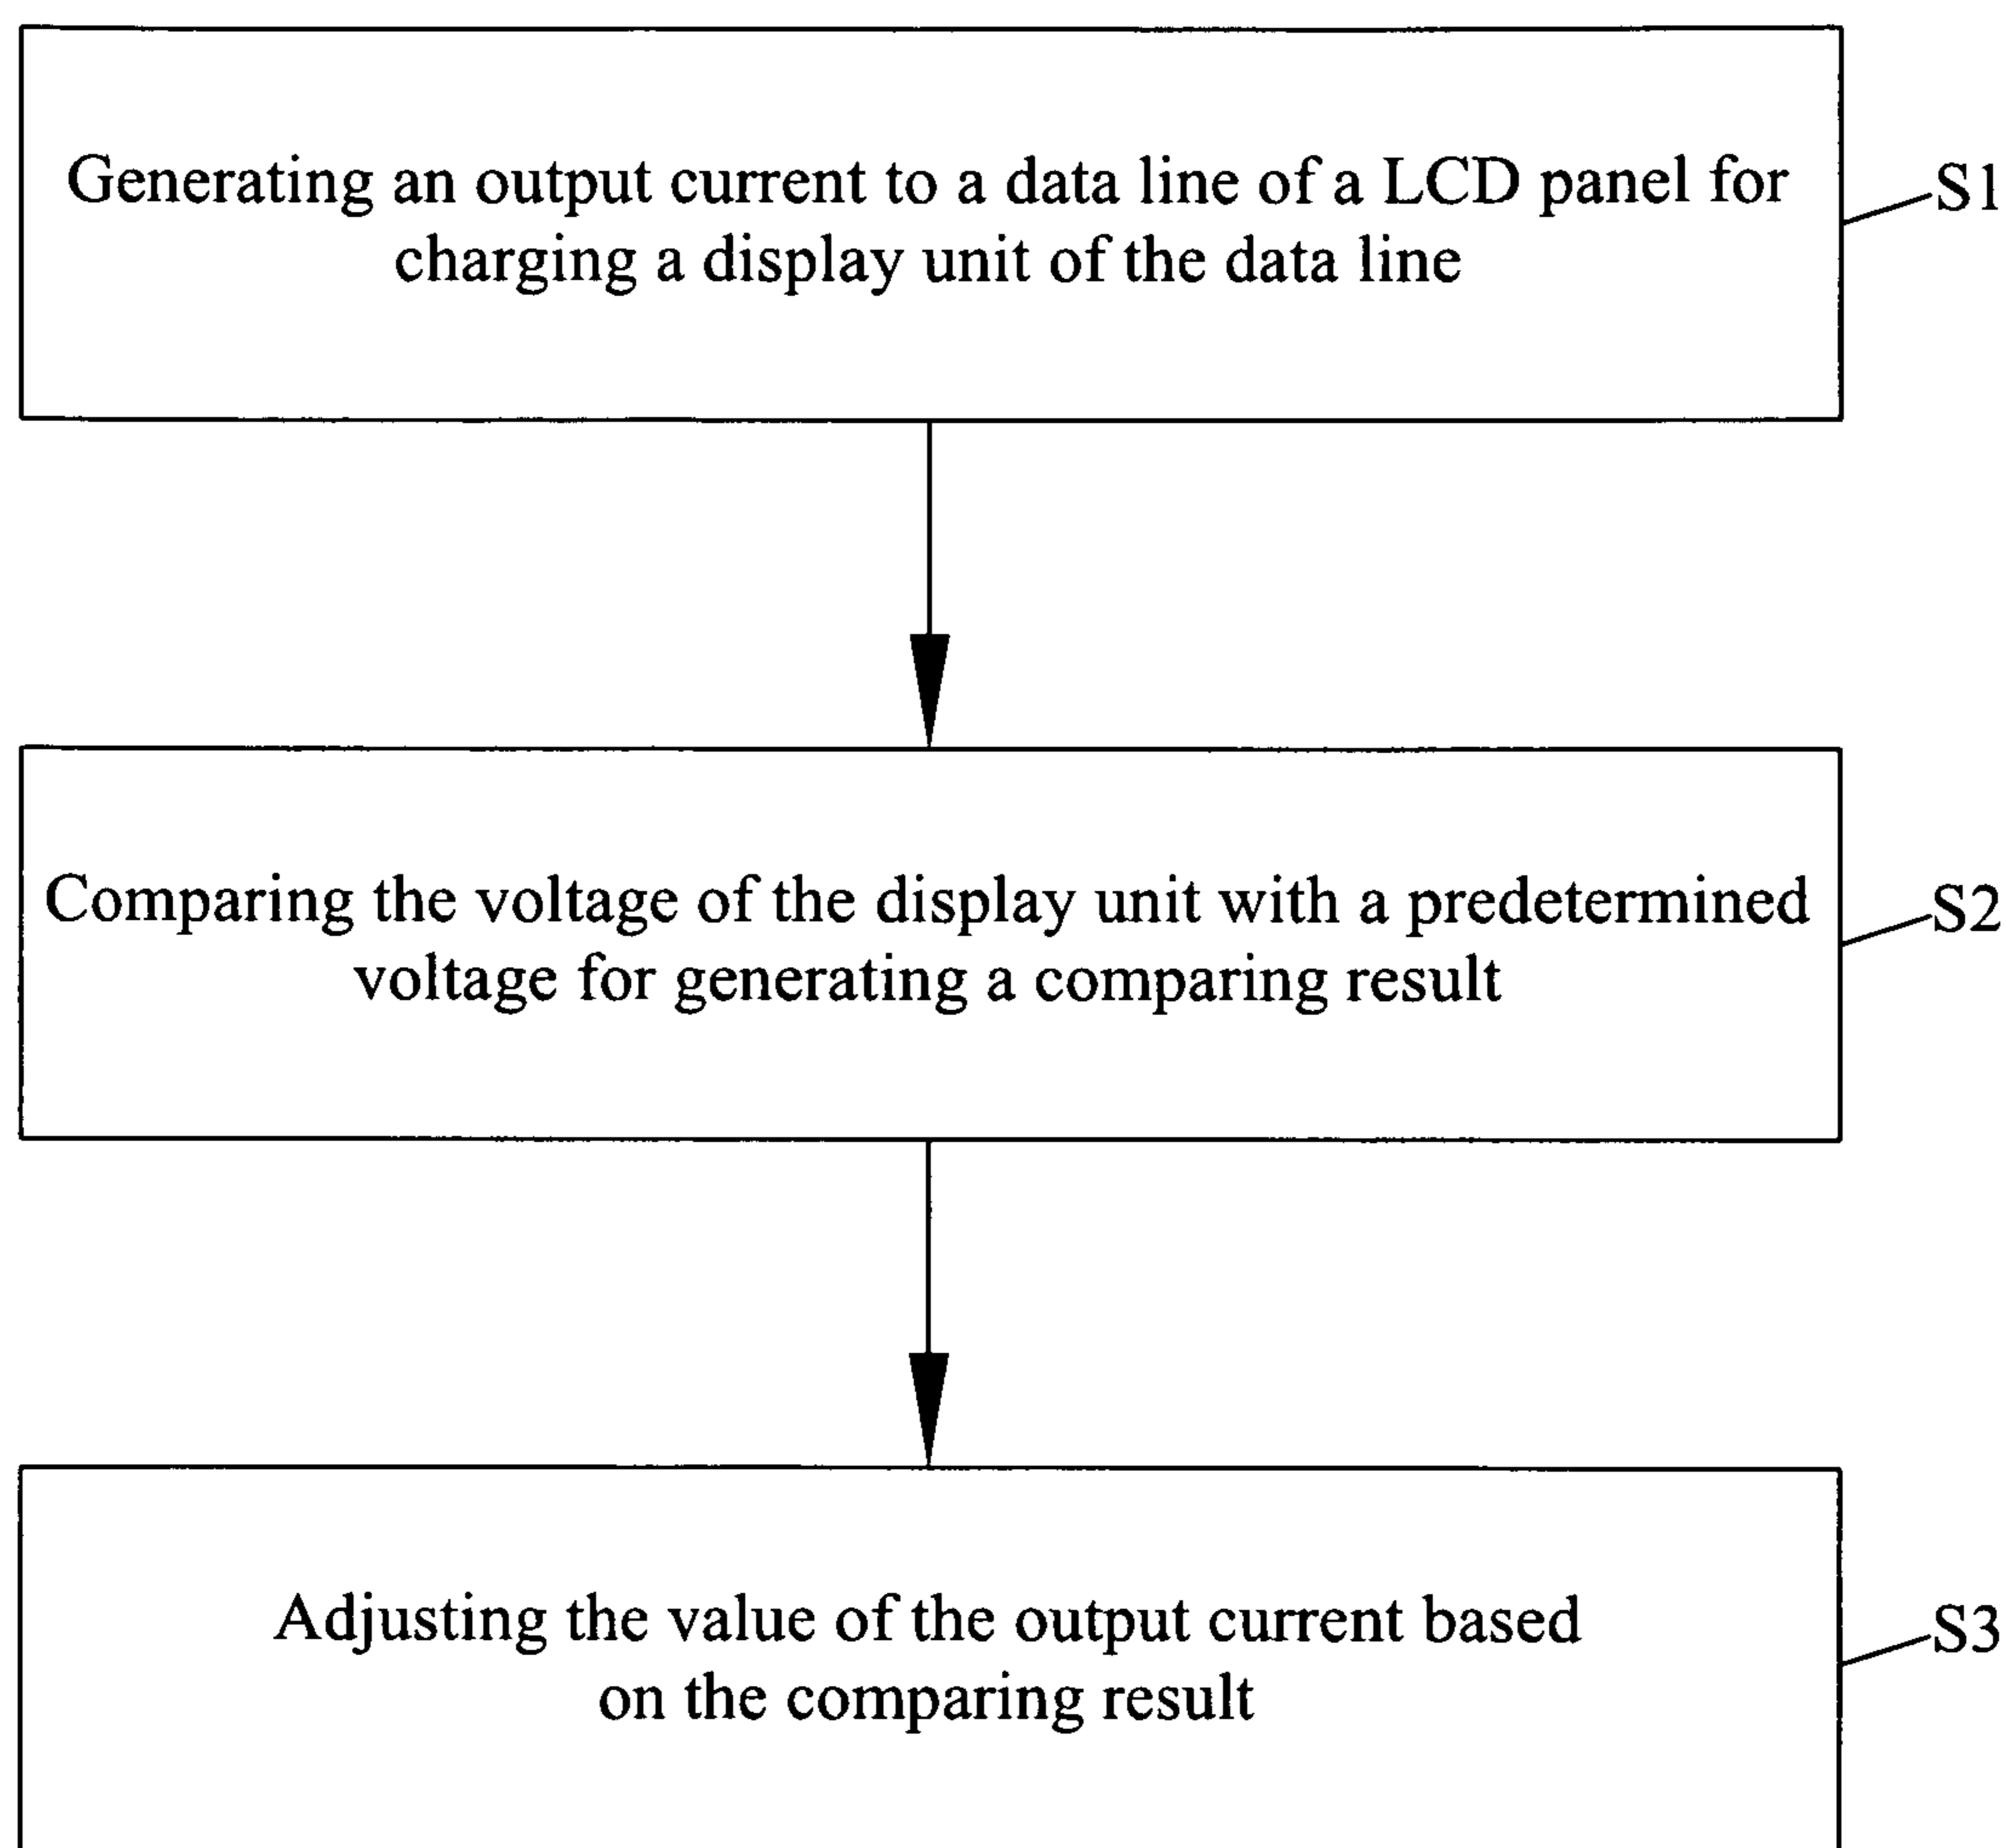 Generating an output current to a data line of a LCD panel for
charging a display unit of the data line
S1
Comparing the voltage of the display unit with a predetermined
voltage for generating a comparing result
S2
Adjusting the value of the output current based
on the comparing result
S3